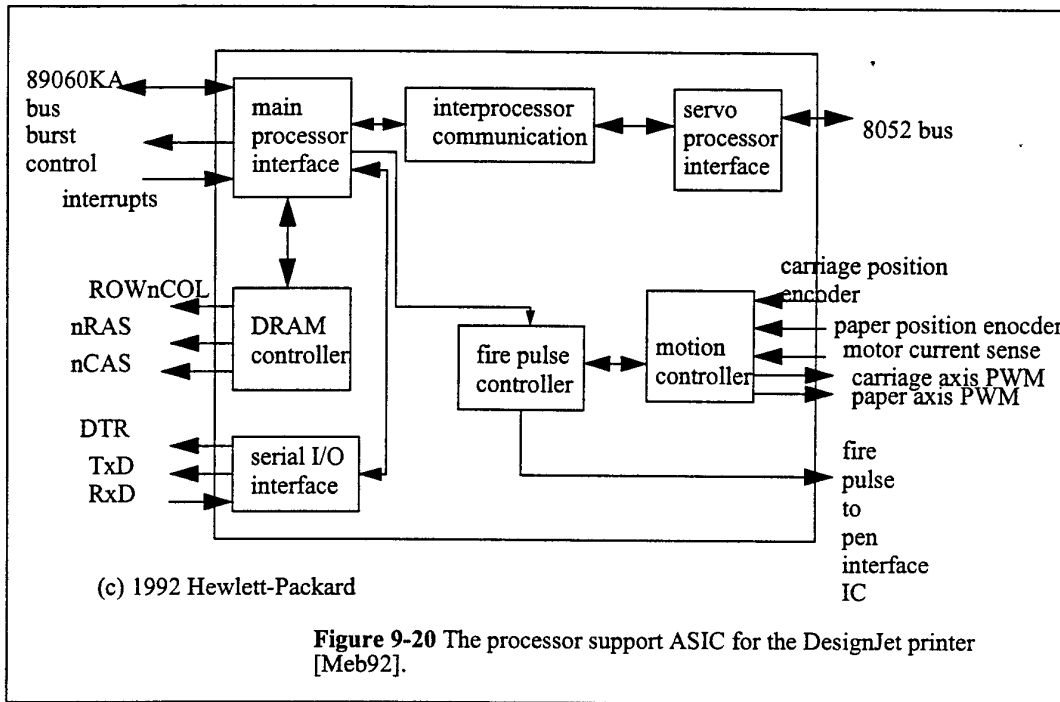 89060KA
bus
burst
control
interrupts
main
processor
interface
interprocessor
communication
servo
processor
interface
8052 bus
ROWnCOL
nRAS
nCAS
DRAM
controller
fire pulse
controller
motion
controller
carriage position
encoder
paper position enocder
motor current sense
carriage axis PWM
paper axis PWM
DTR
TxD
RxD
serial I/O
interface
fire
pulse
to
pen
interface
IC
(c) 1992 Hewlett-Packard
Figure 9-20 The processor support ASIC for the DesignJet printer
[Meb92].